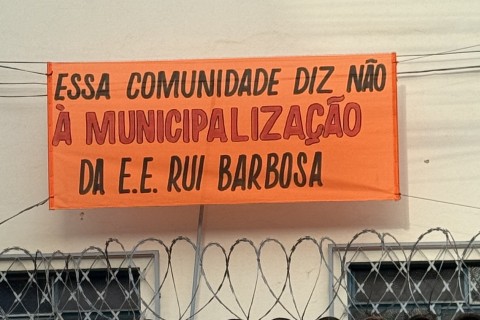 ESSA COMUNIDADE DIZ NÃO
À MUNICIPALIZAÇÃO
DA E.E. RUI BARBOSA